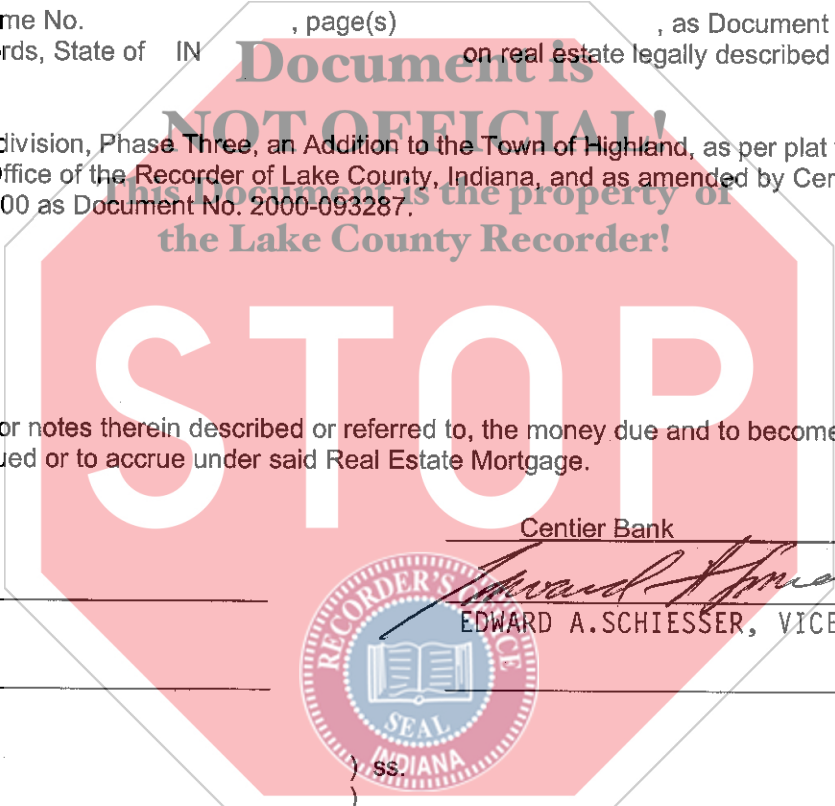 me No. , page(s) , as Document
rds, State of IN on real estate legally described
Document is
NOT OFFICIAL!
division, Phase Three, an Addition to the Town of Highland, as per plat
ffice of the Recorder of Lake County, Indiana, and as amended by Cer
This Document is the property of
00 as Document No. 2000-093287.
the Lake County Recorder!
STOP
or notes therein described or referred to, the money due and to become
ued or to accrue under said Real Estate Mortgage.
Centier Bank
EDWARD A.SCHIESSER, VICE
RECORDER'S OFFICE
SEAL
INDIANA
) ss.
)